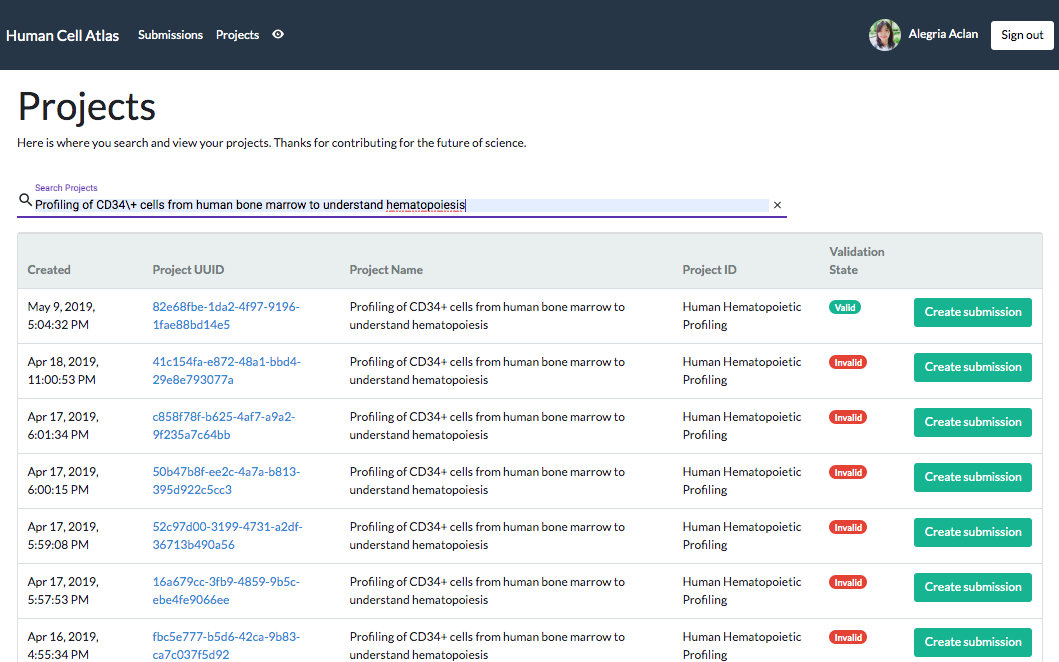 Human Cell Atlas Submissions Projects Alegria Aclan Sign out
Projects
Here is where you search and view your projects. Thanks for contributing for the future of science.
Search Projects
Profiling of CD34\+ cells from human bone marrow to understand hematopoiesis ×
Validation
Created Project UUID Project Name Project ID State
May 9, 2019, 82e68fbe-1da2-4f97-9196- Profiling of CD34+ cells from human bone marrow to Human Hematopoietic Valid Create submission
5:04:32 PM 1fae88bd14e5 understand hematopoiesis Profiling
Apr 18, 2019, 41c154fa-e872-48a1-bbd4- Profiling of CD34+ cells from human bone marrow to Human Hematopoietic Invalid Create submission
11:00:53 PM 29e8e793077a understand hematopoiesis Profiling
Apr 17, 2019, c858f78f-b625-4af7-a9a2- Profiling of CD34+ cells from human bone marrow to Human Hematopoietic Invalid Create submission
6:01:34 PM 9f235a7c64bb understand hematopoiesis Profiling
Apr 17, 2019, 50b47b8f-ee2c-4a7a-b813- Profiling of CD34+ cells from human bone marrow to Human Hematopoietic Invalid Create submission
6:00:15 PM 395d922c5cc3 understand hematopoiesis Profiling
Apr 17, 2019, 52c97d00-3199-4731-a2df- Profiling of CD34+ cells from human bone marrow to Human Hematopoietic Invalid Create submission
5:59:08 PM 36713b490a56 understand hematopoiesis Profiling
Apr 17, 2019, 16a679cc-3fb9-4859-9b5c- Profiling of CD34+ cells from human bone marrow to Human Hematopoietic Invalid Create submission
5:57:53 PM ebe4fe9066ee understand hematopoiesis Profiling
Apr 16, 2019, fbc5e777-b5d6-42ca-9b83- Profiling of CD34+ cells from human bone marrow to Human Hematopoietic Invalid Create submission
4:55:34 PM ca7c037f5d92 understand hematopoiesis Profiling